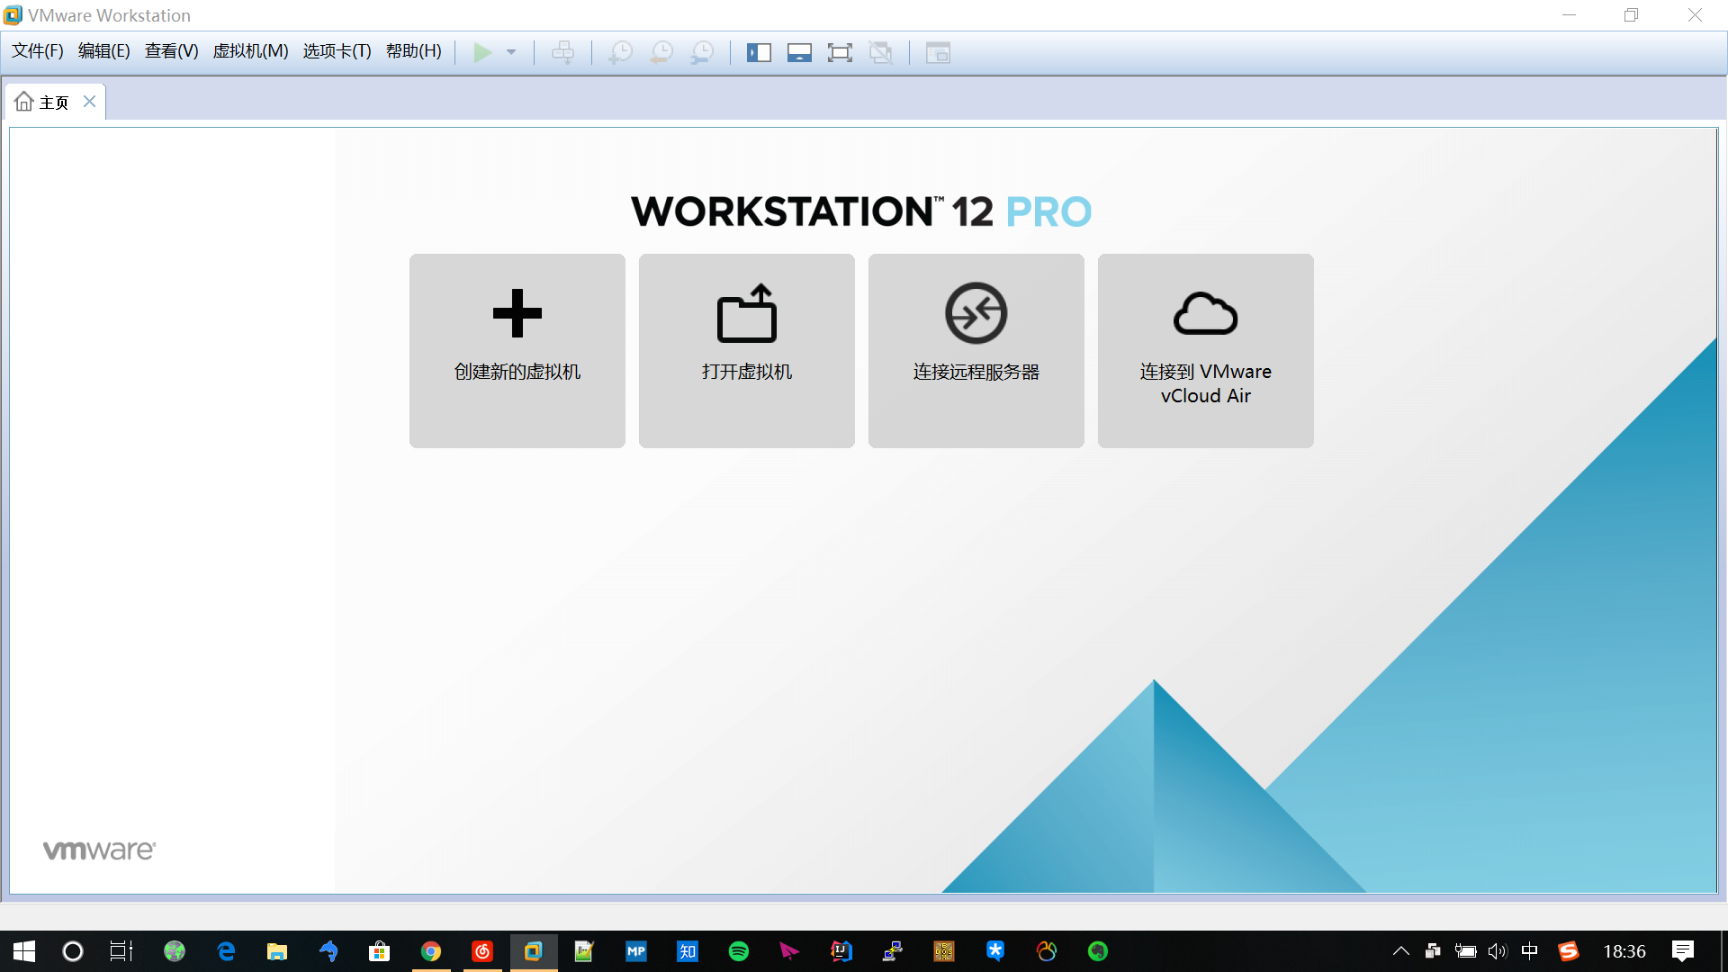 VMware Workstation
文件(F) 编辑(E) 查看(V) 虚拟机(M) 选项卡(T) 帮助(H)
主页
WORKSTATION™ 12 PRO
创建新的虚拟机
打开虚拟机
连接远程服务器
连接到 VMware
vCloud Air
vmware®
MP
知
IJ
中
S
18:36